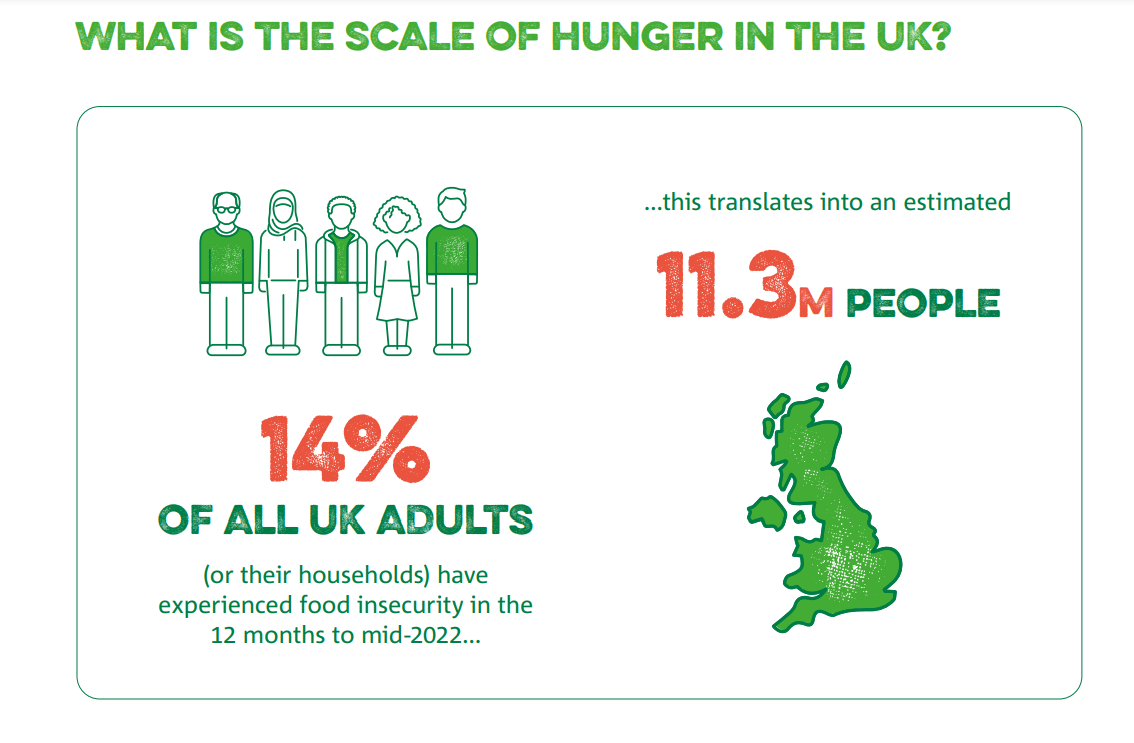 WHAT IS THE SCALE OF HUNGER IN THE UK?
14%
OF ALL UK ADULTS
(or their households) have
experienced food insecurity in the
12 months to mid-2022...
...this translates into an estimated
11.3M PEOPLE